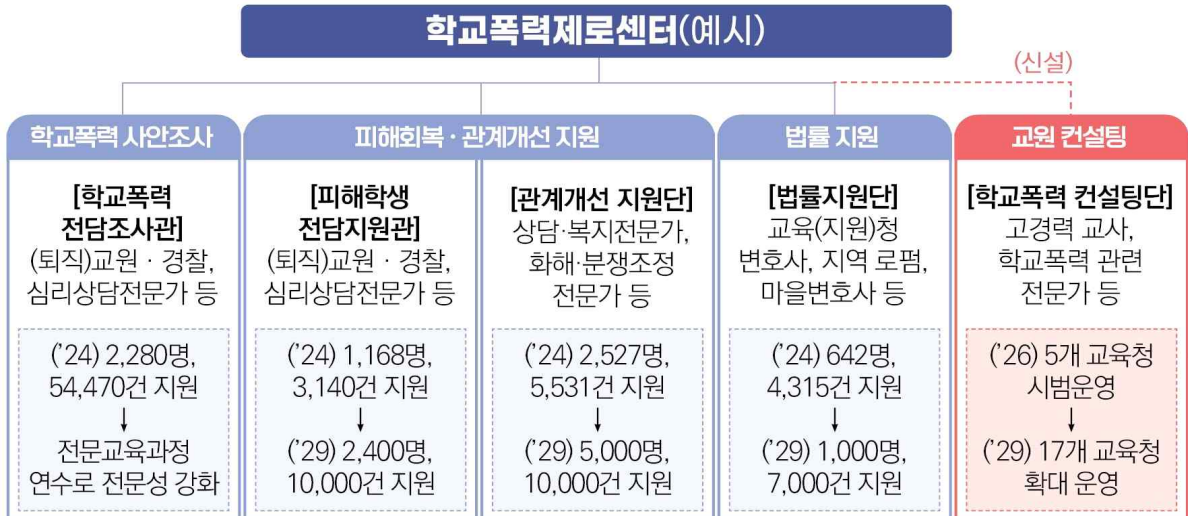 학교폭력제로센터(예시)
(신설)
학교폭력 사안조사
[학교폭력
전담조사관]
(퇴직)교원 · 경찰,
심리상담전문가 등
('24) 2,280명,
54,470건 지원
↓
전문교육과정
연수로 전문성 강화
피해회복 · 관계개선 지원
[피해학생
전담지원관]
(퇴직)교원 · 경찰,
심리상담전문가 등
('24) 1,168명,
3,140건 지원
↓
('29) 2,400명,
10,000건 지원
[관계개선 지원단]
상담·복지전문가,
화해·분쟁조정
전문가 등
('24) 2,527명,
5,531건 지원
↓
('29) 5,000명,
10,000건 지원
법률 지원
[법률지원단]
교육(지원)청
변호사, 지역 로펌,
마을변호사 등
('24) 642명,
4,315건 지원
↓
('29) 1,000명,
7,000건 지원
교원 컨설팅
[학교폭력 컨설팅단]
고경력 교사,
학교폭력 관련
전문가 등
('26) 5개 교육청
시범운영
↓
('29) 17개 교육청
확대 운영